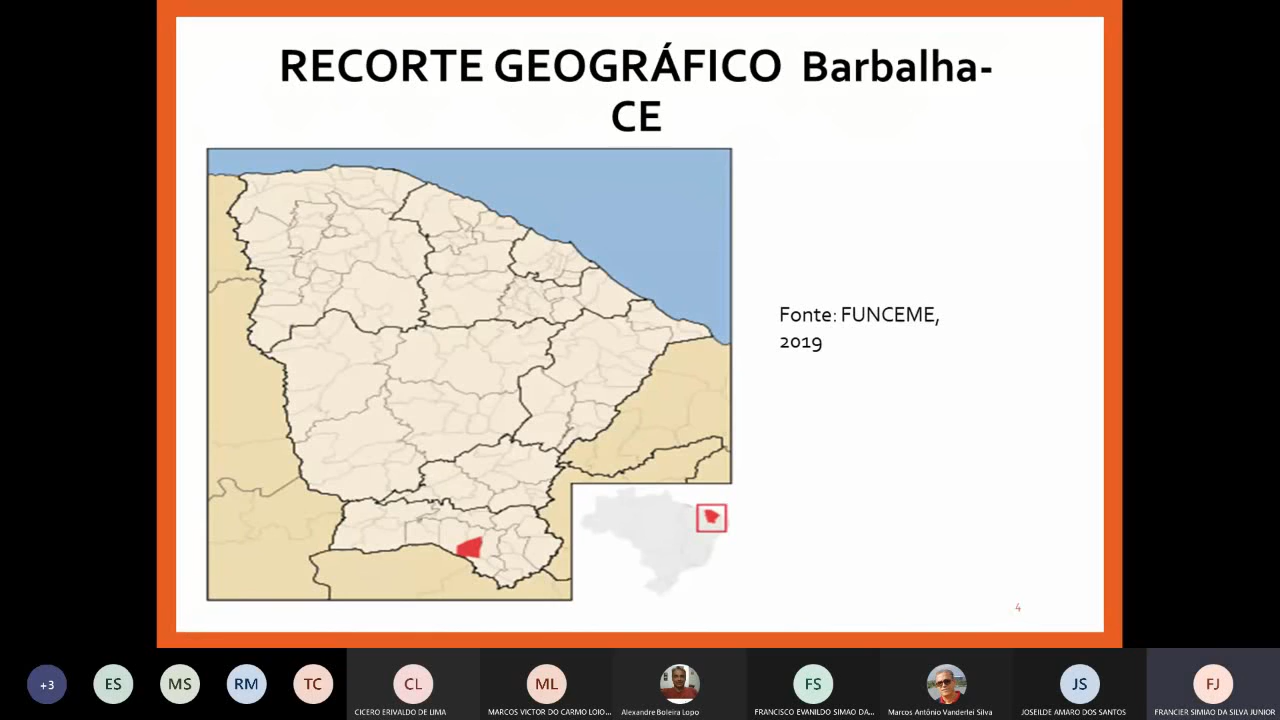 RECORTE GEOGRÁFICO Barbalha-
CE
Fonte: FUNCEME,
2019
4
+3
ES
MS
RM
TC
CL
ML
FS
JS
FJ
CICERO ERIVALDO DE LIMA
MARCOS VICTOR DO CARMO LOIO...
Alexandre Boleira Lopo
FRANCISCO EVANILDO SIMAO DA...
Marcos Antônio Vanderlei Silva
JOSEILDE AMARO DOS SANTOS
FRANCIER SIMIAO DA SILVA JUNIOR